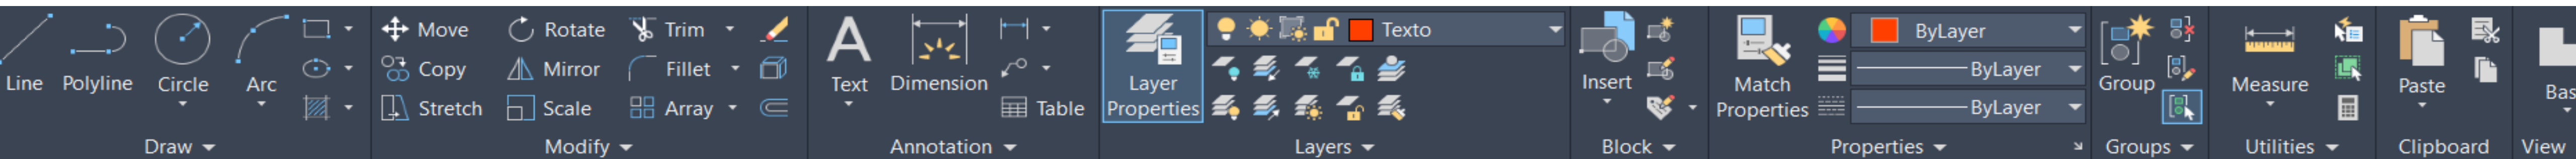 Move Rotate Trim Texto ByLayer
Line Polyline Circle Arc Copy Mirror Fillet Text Dimension Layer Properties Insert Match Properties ByLayer Group Measure Paste
Stretch Scale Array Table ByLayer Bas
Draw Modify Annotation Layers Block Properties Groups Utilities Clipboard View